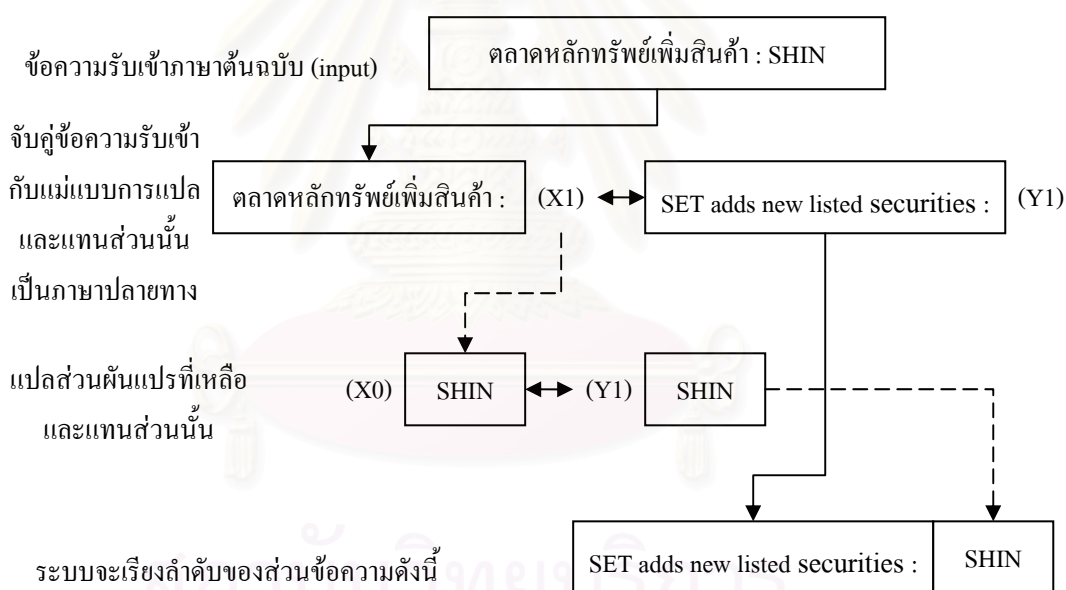 ตลาดหลักทรัพย์เพิ่มสินค้า : SHIN
ข้อความรับเข้าภาษาต้นฉบับ (input)
จับคู่ข้อความรับเข้า
กับแม่แบบการแปล
และแทนส่วนนั้น
เป็นภาษาปลายทาง
ตลาดหลักทรัพย์เพิ่มสินค้า : (X1) SET adds new listed securities : (Y1)
แปลส่วนผันแปรที่เหลือ
และแทนส่วนนั้น
(X0) SHIN (Y1) SHIN
ระบบจะเรียงลำดับของส่วนข้อความดังนี้
SET adds new listed securities : SHIN